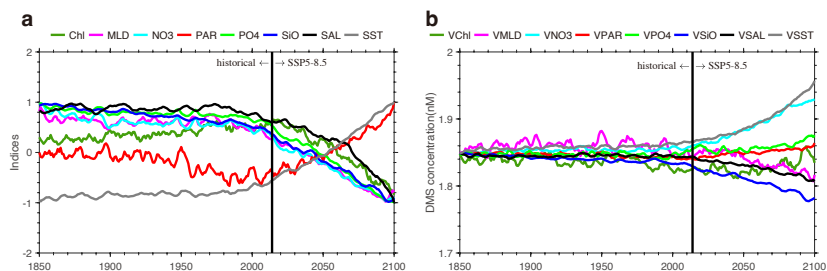 a
Chl MLD NO3 PAR PO4 SiO SAL SST
2
1
0
-1
-2
Indices
historical ← → SSP5-8.5
1850 1900 1950 2000 2050 2100
b
VChl VMLD VNO3 VPAR VPO4 VSiO VSAL VSST
2
1.9
1.8
1.7
DMS concentration(nM)
historical ← → SSP5-8.5
1850 1900 1950 2000 2050 2100